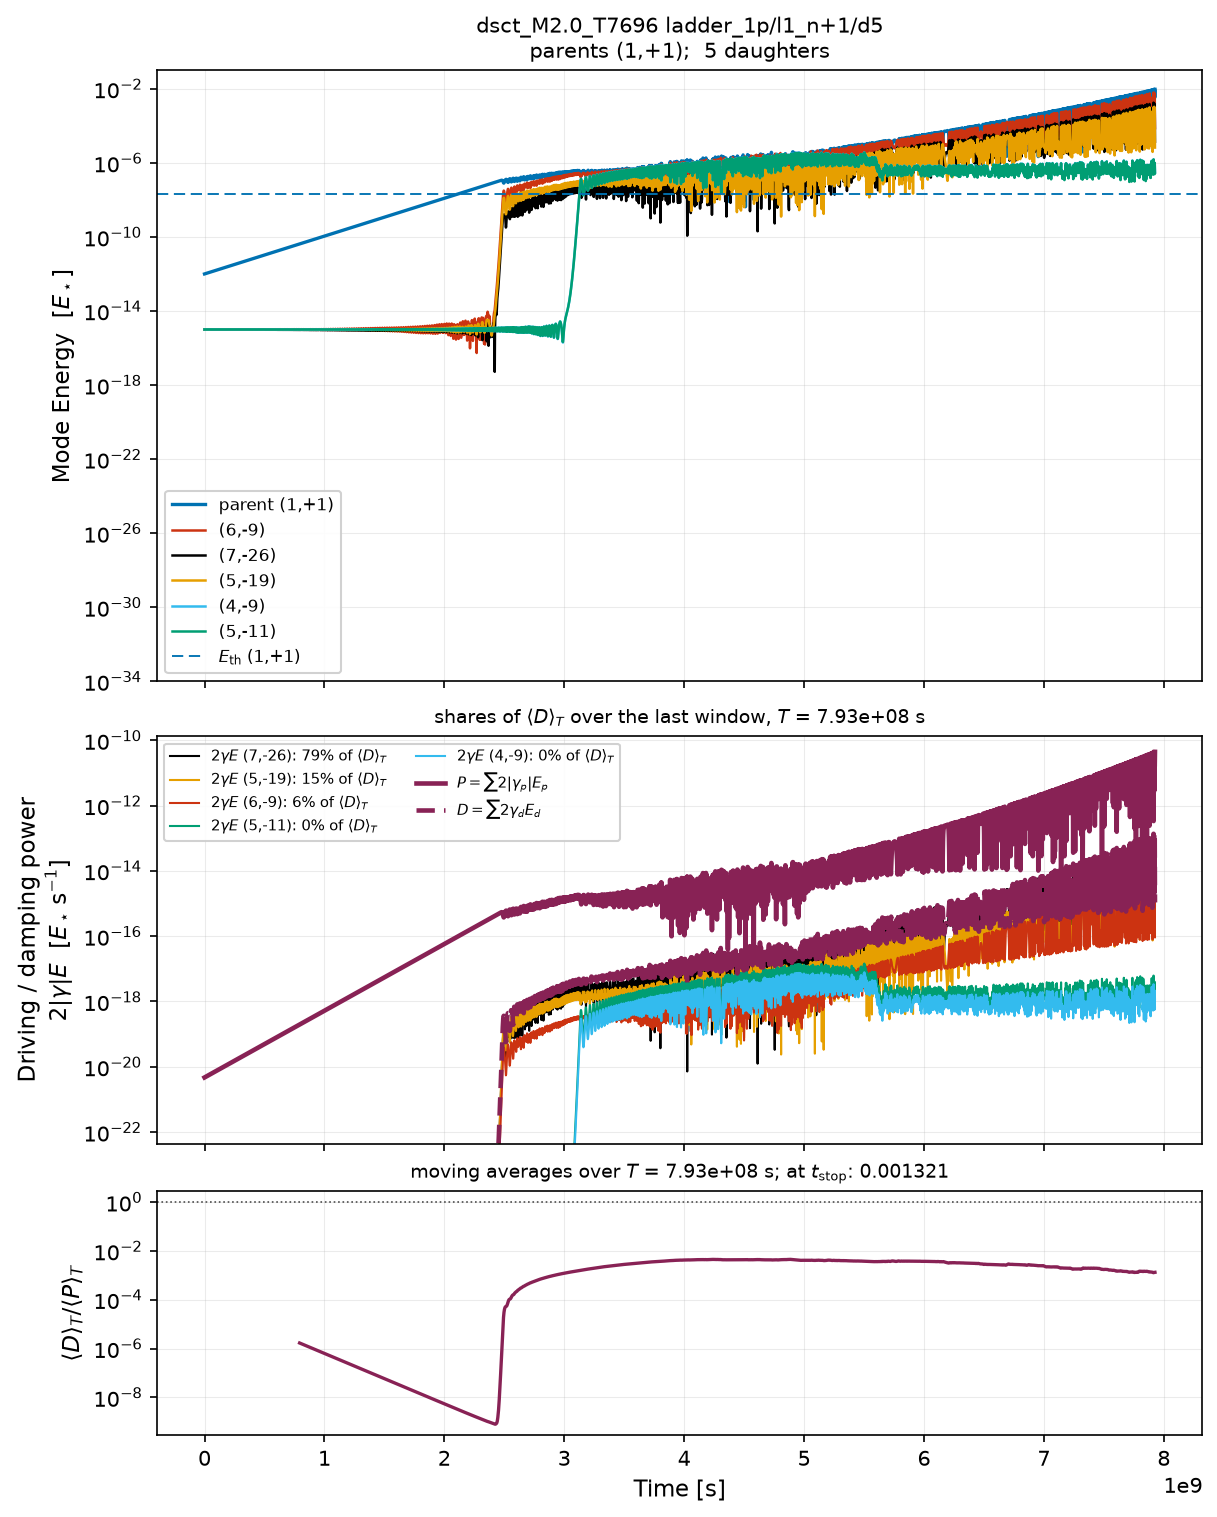 dsct_M2.0_T7696 ladder_1p/l1_n+1/d5
parents (1,+1);  5 daughters
10⁻²
10⁻⁶
10⁻¹⁰
10⁻¹⁴
10⁻¹⁸
10⁻²²
10⁻²⁶
10⁻³⁰
10⁻³⁴
Mode Energy [E⋆]
parent (1,+1)
(6,-9)
(7,-26)
(5,-19)
(4,-9)
(5,-11)
E_th (1,+1)
shares of ⟨D⟩_T over the last window, T = 7.93e+08 s
10⁻¹⁰
10⁻¹²
10⁻¹⁴
10⁻¹⁶
10⁻¹⁸
10⁻²⁰
10⁻²²
Driving / damping power
2|γ|E [E⋆ s⁻¹]
2γE (7,-26): 79% of ⟨D⟩_T
2γE (5,-19): 15% of ⟨D⟩_T
2γE (6,-9): 6% of ⟨D⟩_T
2γE (5,-11): 0% of ⟨D⟩_T
2γE (4,-9): 0% of ⟨D⟩_T
P = ∑2|γ_p|E_p
D = ∑2γ_dE_d
moving averages over T = 7.93e+08 s; at t_stop: 0.001321
10⁰
10⁻²
10⁻⁴
10⁻⁶
10⁻⁸
⟨D⟩_T/⟨P⟩_T
0 1 2 3 4 5 6 7 8
1e9
Time [s]